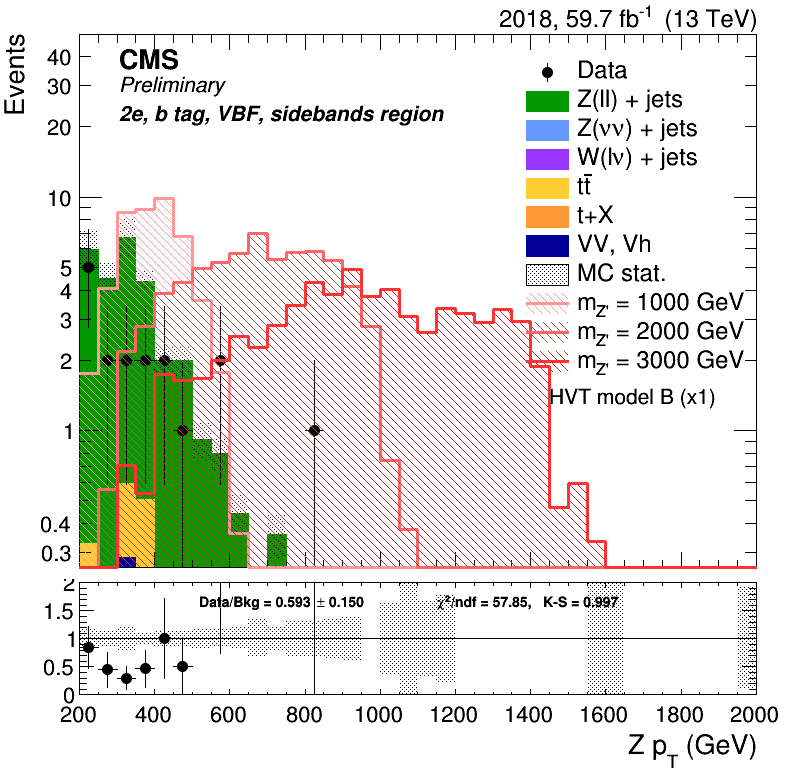 2018, 59.7 fb⁻¹ (13 TeV)
Events
CMS
Preliminary
2e, b tag, VBF, sidebands region
Data
Z(ll) + jets
Z(νν) + jets
W(lν) + jets
tt̄
t+X
VV, Vh
MC stat.
m_Z' = 1000 GeV
m_Z' = 2000 GeV
m_Z' = 3000 GeV
HVT model B (x1)
40
30
20
10
5
4
3
2
1
0.4
0.3
Data/Bkg = 0.593 ± 0.150 χ²/ndf = 57.85, K-S = 0.997
2
1.5
1
0.5
0
200 400 600 800 1000 1200 1400 1600 1800 2000
Z p_T (GeV)